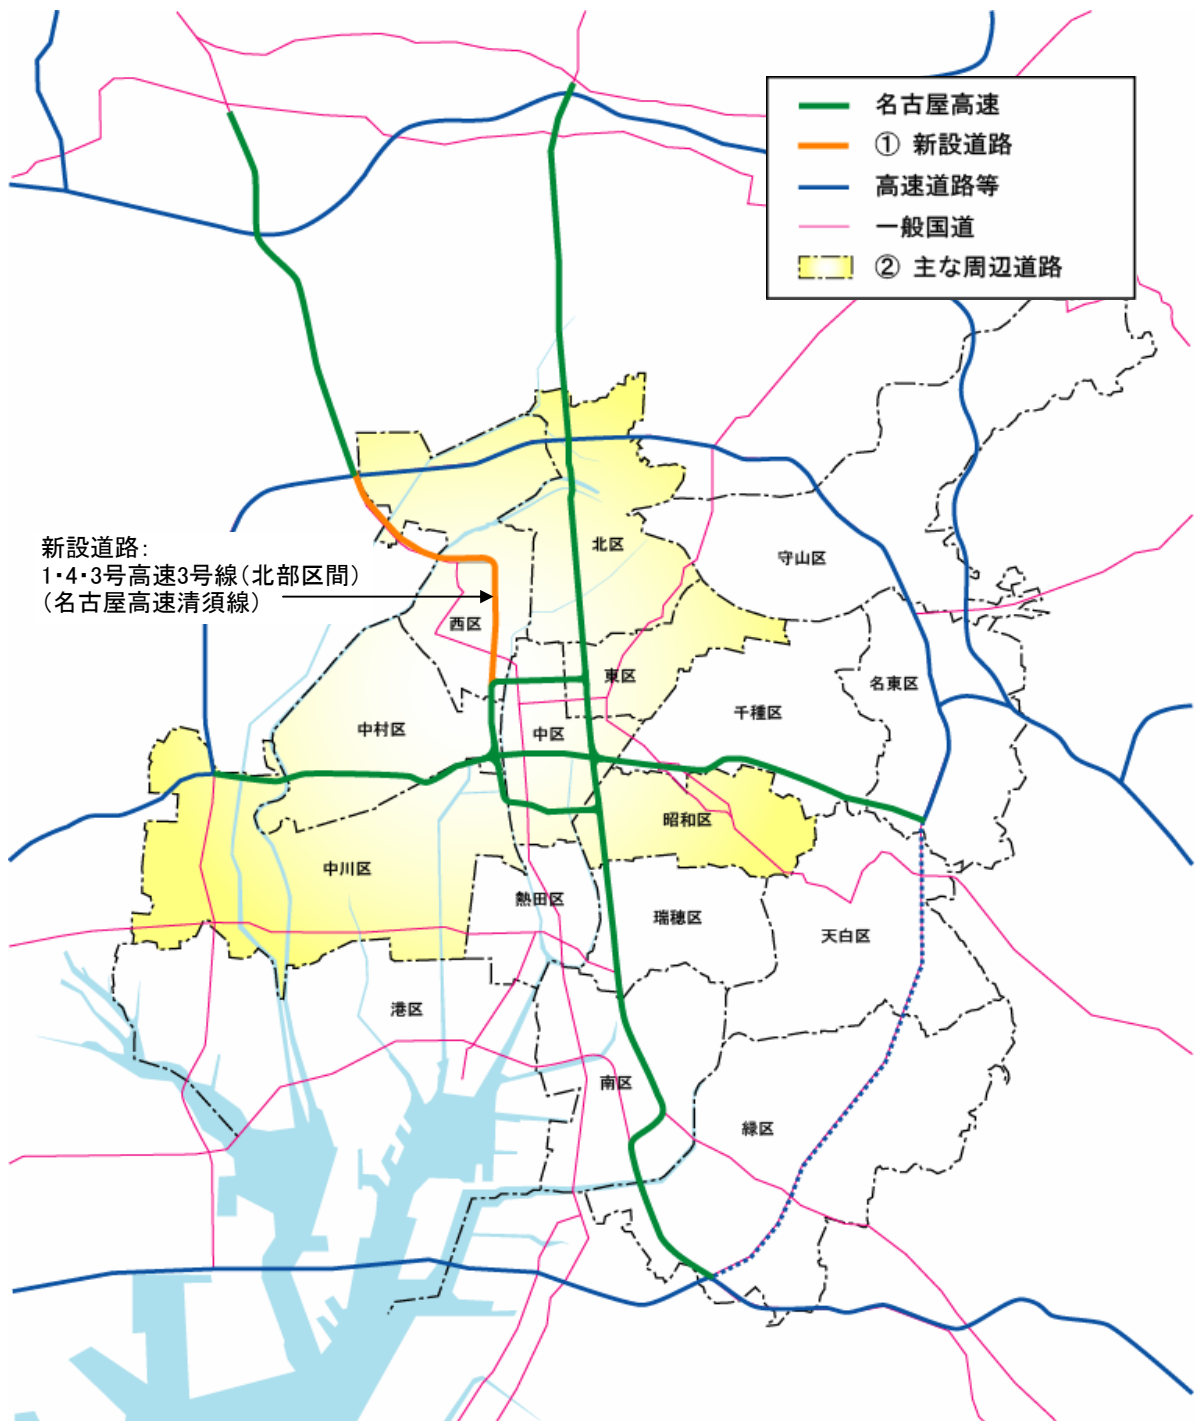 名古屋高速
① 新設道路
高速道路等
一般国道
② 主な周辺道路
新設道路:
1・4・3号高速3号線(北部区間)
(名古屋高速清須線)
北区
守山区
西区
東区
名東区
中村区
中区
千種区
昭和区
中川区
熱田区
瑞穂区
天白区
港区
南区
緑区